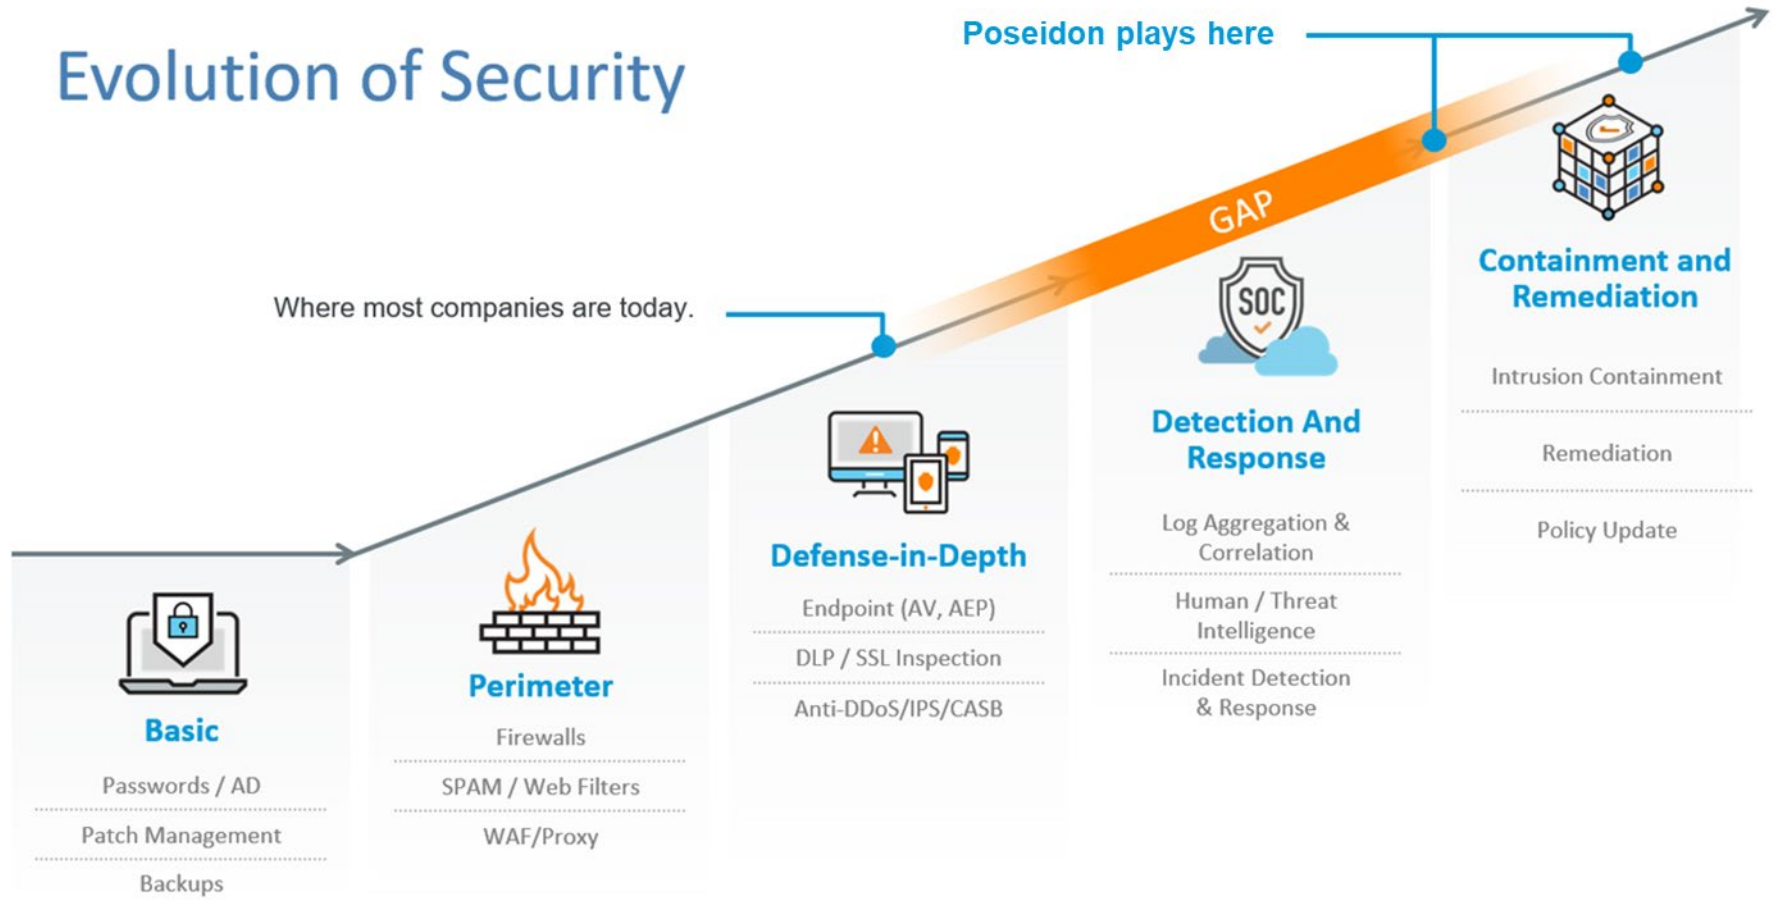 Evolution of Security
Poseidon plays here
Where most companies are today.
GAP
Basic
Passwords / AD
Patch Management
Backups
Perimeter
Firewalls
SPAM / Web Filters
WAF/Proxy
Defense-in-Depth
Endpoint (AV, AEP)
DLP / SSL Inspection
Anti-DDoS/IPS/CASB
SOC
Detection And
Response
Log Aggregation &
Correlation
Human / Threat
Intelligence
Incident Detection
& Response
Containment and
Remediation
Intrusion Containment
Remediation
Policy Update